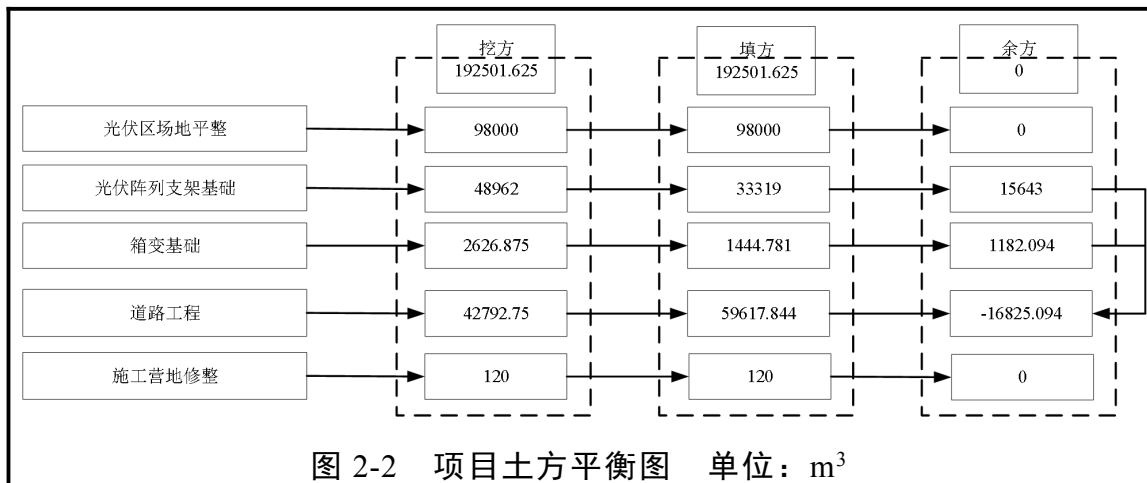 挖方
192501.625
填方
192501.625
余方
0
光伏区场地平整
98000
98000
0
光伏阵列支架基础
48962
33319
15643
箱变基础
2626.875
1444.781
1182.094
道路工程
42792.75
59617.844
-16825.094
施工营地修整
120
120
0
图 2-2 项目土方平衡图 单位：m³